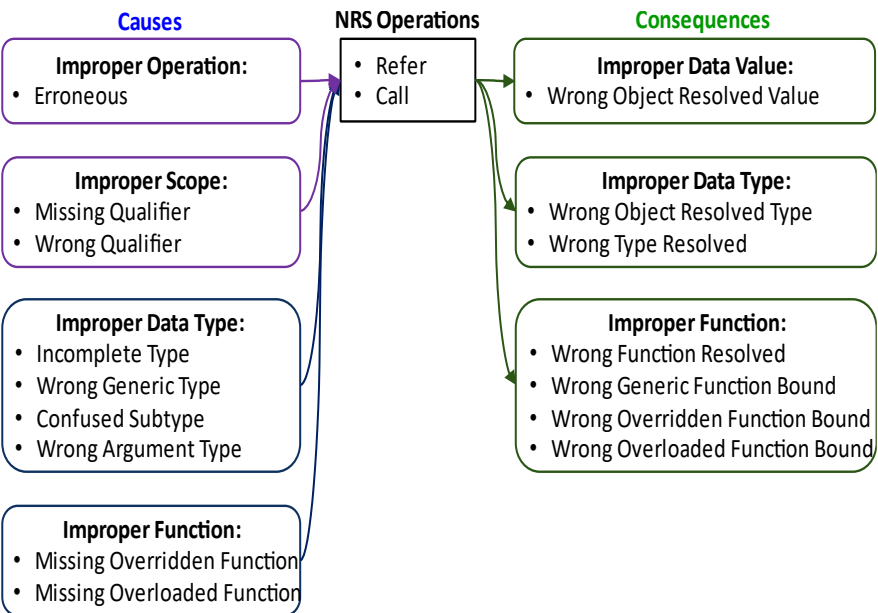 Causes
NRS Operations
Consequences
Improper Operation:
• Erroneous
Improper Scope:
• Missing Qualifier
• Wrong Qualifier
Improper Data Type:
• Incomplete Type
• Wrong Generic Type
• Confused Subtype
• Wrong Argument Type
Improper Function:
• Missing Overridden Function
• Missing Overloaded Function
• Refer
• Call
Improper Data Value:
• Wrong Object Resolved Value
Improper Data Type:
• Wrong Object Resolved Type
• Wrong Type Resolved
Improper Function:
• Wrong Function Resolved
• Wrong Generic Function Bound
• Wrong Overridden Function Bound
• Wrong Overloaded Function Bound